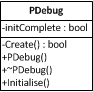 PDebug
-initComplete : bool
-Create() : bool
+PDebug()
+~PDebug()
+Initialise()